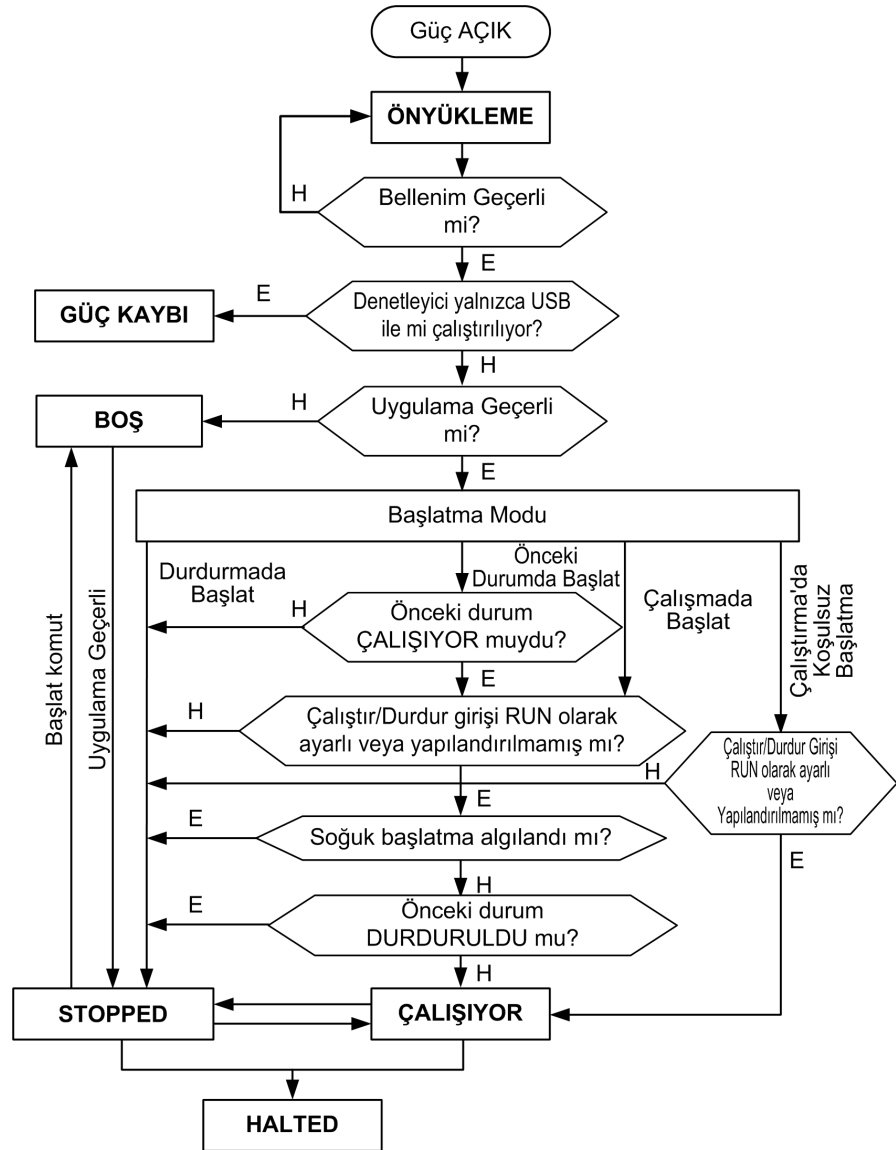 Güç AÇIK
ÖNYÜKLEME
H
Bellenim Geçerli
mi?
E
Denetleyici yalnızca USB
ile mi çalıştırılıyor?
E
GÜÇ KAYBI
H
Uygulama Geçerli
mi?
H
BOŞ
E
Başlatma Modu
Durdurmada
Başlat
Önceki
Durumda Başlat
Çalışmada
Başlat
Çalıştırma'da
Koşulsuz
Başlatma
H
Önceki durum
ÇALIŞIYOR muydu?
E
H
Çalıştır/Durdur girişi RUN olarak
ayarlı veya yapılandırılmamış mı?
H
Çalıştır/Durdur Girişi
RUN olarak ayarlı
veya
Yapılandırılmamış mı?
E
E
Soğuk başlatma algılandı mı?
E
H
E
Önceki durum
DURDURULDU mu?
H
Başlat komut
Uygulama Geçerli
STOPPED
ÇALIŞIYOR
HALTED